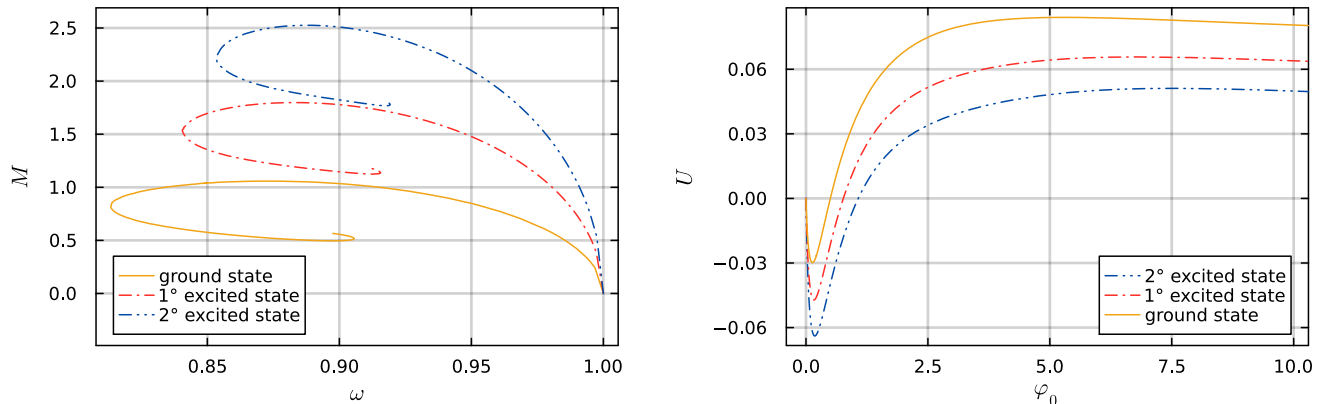 2.5
2.0
1.5
1.0
0.5
0.0
M
ground state
1° excited state
2° excited state
0.85
0.90
0.95
1.00
ω
0.06
0.03
0.00
−0.03
−0.06
U
2° excited state
1° excited state
ground state
0.0
2.5
5.0
7.5
10.0
φ₀